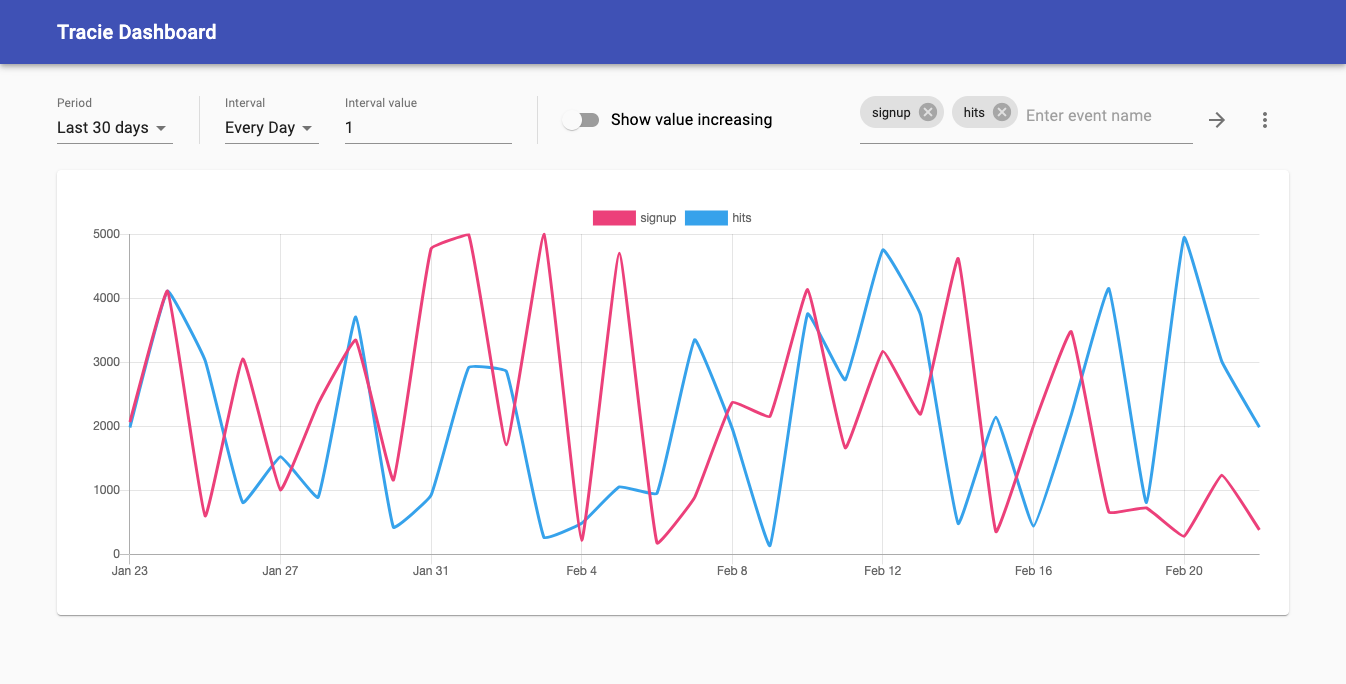 Tracie Dashboard
Period
Interval
Interval value
Last 30 days
Every Day
1
Show value increasing
signup
hits
Enter event name
signup
hits
5000
4000
3000
2000
1000
0
Jan 23
Jan 27
Jan 31
Feb 4
Feb 8
Feb 12
Feb 16
Feb 20